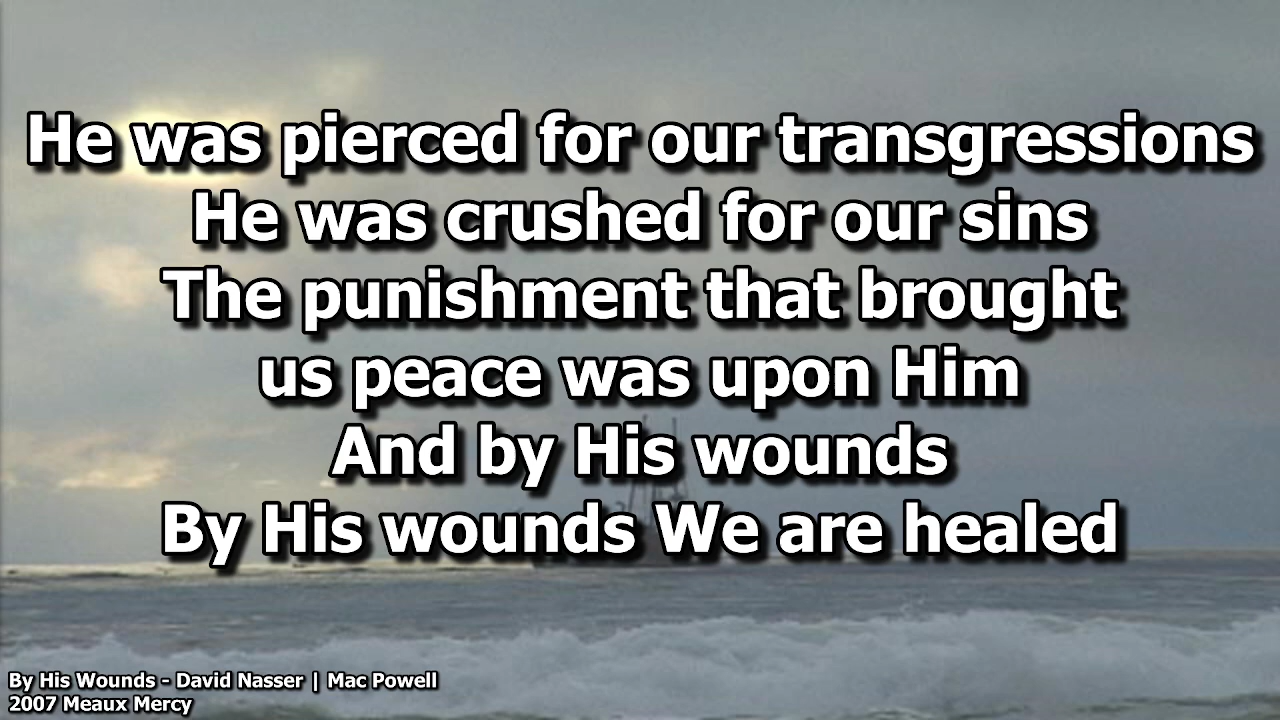 He was pierced for our transgressions
He was crushed for our sins
The punishment that brought
us peace was upon Him
And by His wounds
By His wounds We are healed
By His Wounds - David Nasser | Mac Powell
2007 Meaux Mercy